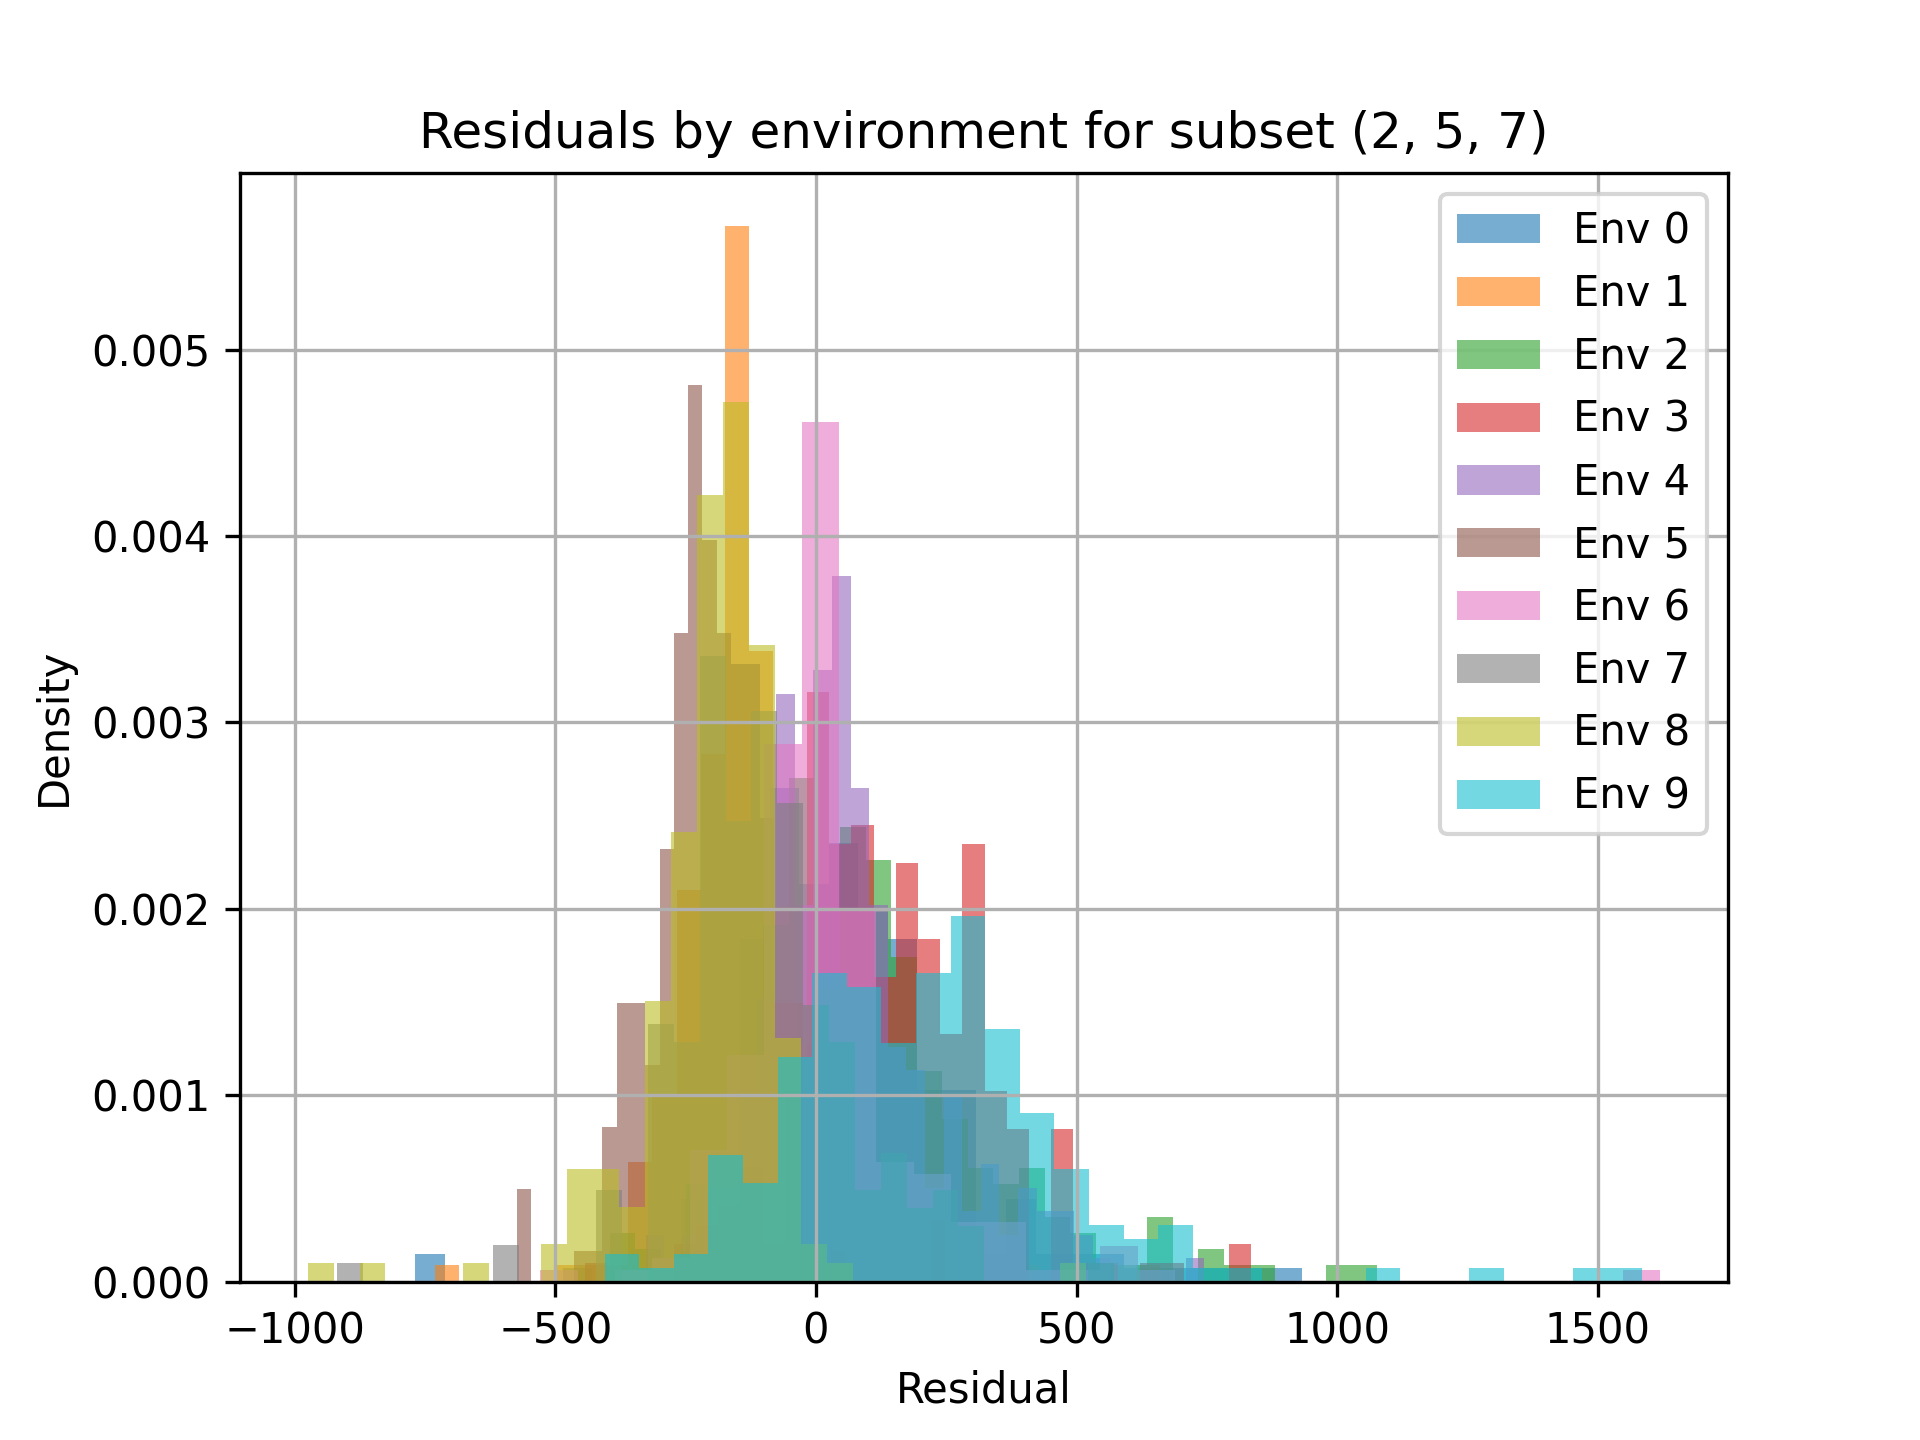 Residuals by environment for subset (2, 5, 7)
Env 0
Env 1
Env 2
Env 3
Env 4
Env 5
Env 6
Env 7
Env 8
Env 9
Density
0.005
0.004
0.003
0.002
0.001
0.000
−1000 −500 0 500 1000 1500
Residual